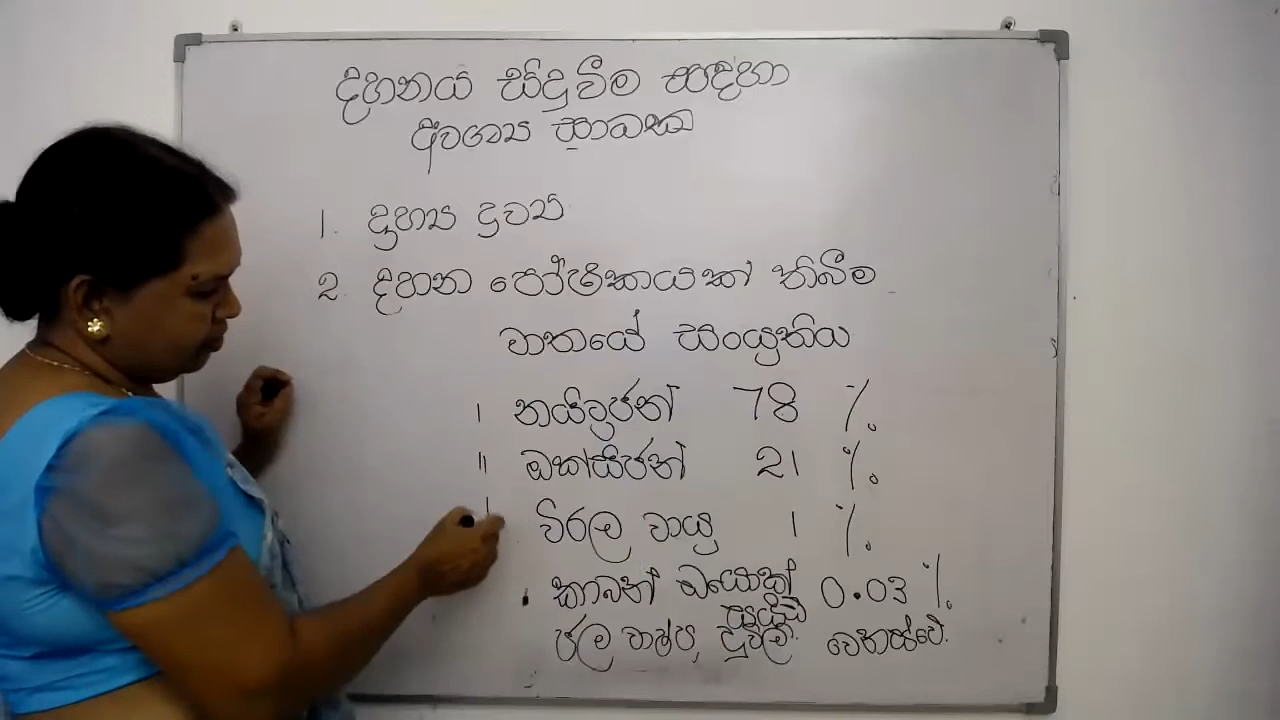 දහනය සිදුවීම සඳහා
අවශ්‍ය සාධක
1. දහ්‍ය ද්‍රව්‍ය
2. දහන පෝෂකයක් තිබීම
වාතයේ සංයුතිය
I නයිට්‍රජන් 78 %
II ඔක්සිජන් 21 %
විරල වායු 1 %
. කාබන් ඩයොක් 0.03 %
සයිඩ්
ජල වාෂ්ප, දූවිලි වෙනස්වේ.